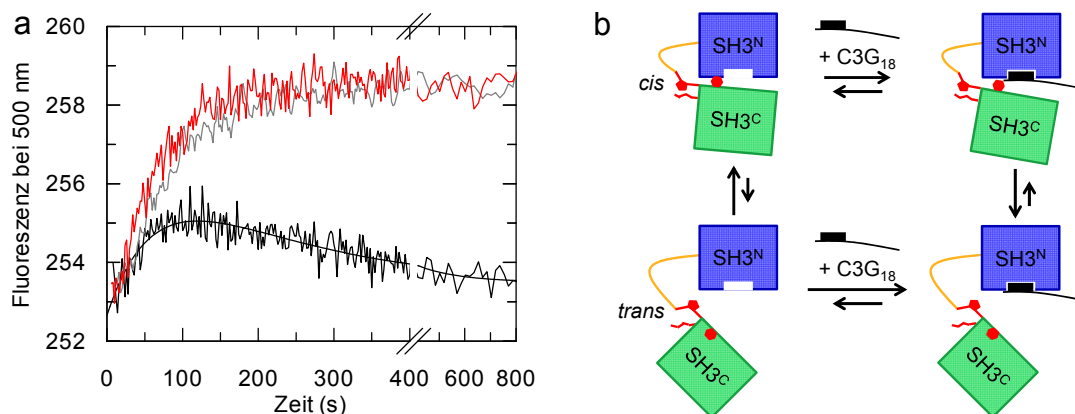 a
Fluoreszenz bei 500 nm
260
258
256
254
252
0 100 200 300 400 600 800
Zeit (s)
b
SH3ᴺ
+ C3G₁₈
SH3ᴺ
cis
SH3ᶜ
SH3ᶜ
SH3ᴺ
+ C3G₁₈
SH3ᴺ
trans
SH3ᶜ
SH3ᶜ